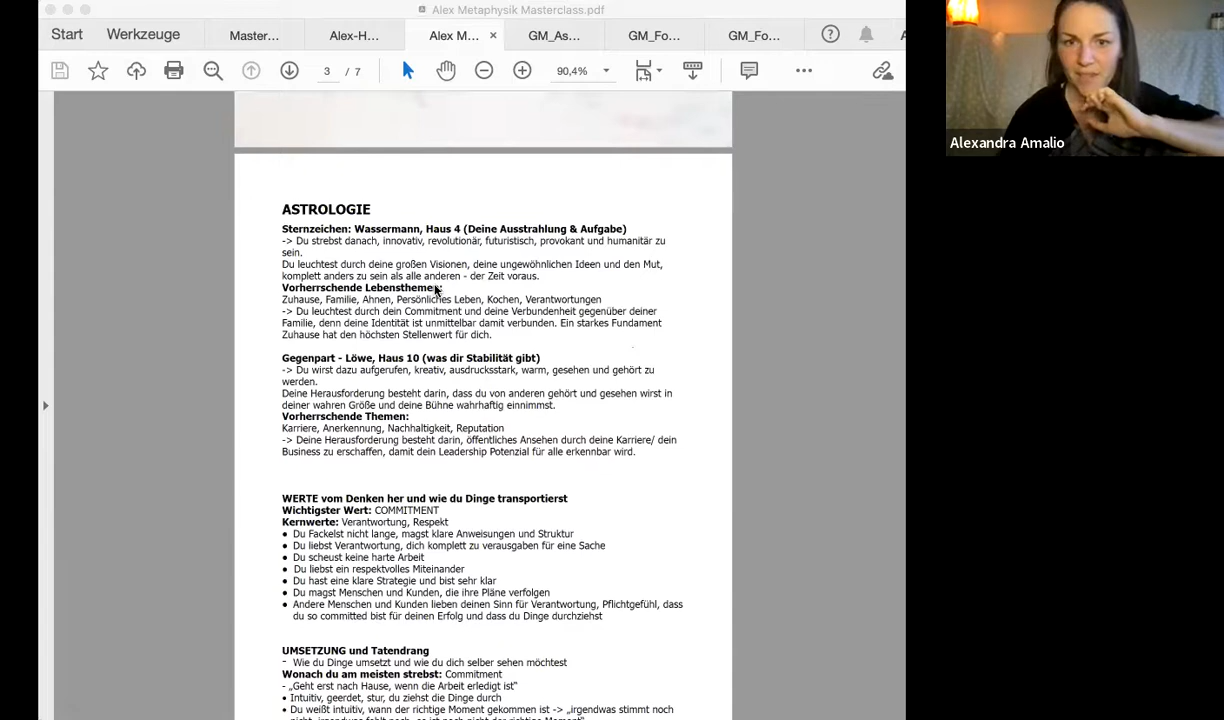 Alex Metaphysik Masterclass.pdf
Start Werkzeuge Master... Alex-H... Alex M... × GM_As... GM_Fo... GM_Fo...
3 / 7 90,4%
Alexandra Amalio
ASTROLOGIE
Sternzeichen: Wassermann, Haus 4 (Deine Ausstrahlung & Aufgabe)
-> Du strebst danach, innovativ, revolutionär, futuristisch, provokant und humanitär zu
sein.
Du leuchtest durch deine großen Visionen, deine ungewöhnlichen Ideen und den Mut,
komplett anders zu sein als alle anderen - der Zeit voraus.
Vorherrschende Lebensthemen:
Zuhause, Familie, Ahnen, Persönliches Leben, Kochen, Verantwortungen
-> Du leuchtest durch dein Commitment und deine Verbundenheit gegenüber deiner
Familie, denn deine Identität ist unmittelbar damit verbunden. Ein starkes Fundament
Zuhause hat den höchsten Stellenwert für dich.
Gegenpart - Löwe, Haus 10 (was dir Stabilität gibt)
-> Du wirst dazu aufgerufen, kreativ, ausdrucksstark, warm, gesehen und gehört zu
werden.
Deine Herausforderung besteht darin, dass du von anderen gehört und gesehen wirst in
deiner wahren Größe und deine Bühne wahrhaftig einnimmst.
Vorherrschende Themen:
Karriere, Anerkennung, Nachhaltigkeit, Reputation
-> Deine Herausforderung besteht darin, öffentliches Ansehen durch deine Karriere/ dein
Business zu erschaffen, damit dein Leadership Potenzial für alle erkennbar wird.
WERTE vom Denken her und wie du Dinge transportierst
Wichtigster Wert: COMMITMENT
Kernwerte: Verantwortung, Respekt
• Du Fackelst nicht lange, magst klare Anweisungen und Struktur
• Du liebst Verantwortung, dich komplett zu verausgaben für eine Sache
• Du scheust keine harte Arbeit
• Du liebst ein respektvolles Miteinander
• Du hast eine klare Strategie und bist sehr klar
• Du magst Menschen und Kunden, die ihre Pläne verfolgen
• Andere Menschen und Kunden lieben deinen Sinn für Verantwortung, Pflichtgefühl, dass
du so committed bist für deinen Erfolg und dass du Dinge durchziehst
UMSETZUNG und Tatendrang
- Wie du Dinge umsetzt und wie du dich selber sehen möchtest
Wonach du am meisten strebst: Commitment
- „Geht erst nach Hause, wenn die Arbeit erledigt ist“
• Intuitiv, geerdet, stur, du ziehst die Dinge durch
• Du weißt intuitiv, wann der richtige Moment gekommen ist -> „irgendwas stimmt noch